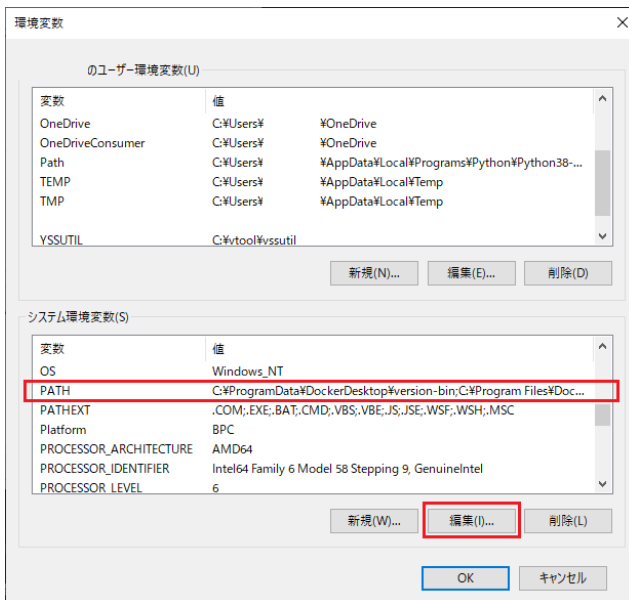 環境変数
のユーザー環境変数(U)
変数 値
OneDrive C:¥Users¥ ¥OneDrive
OneDriveConsumer C:¥Users¥ ¥OneDrive
Path C:¥Users¥ ¥AppData¥Local¥Programs¥Python¥Python38-...
TEMP C:¥Users¥ ¥AppData¥Local¥Temp
TMP C:¥Users¥ ¥AppData¥Local¥Temp
YSSUTIL C:¥vtool¥yssutil
新規(N)... 編集(E)... 削除(D)
システム環境変数(S)
変数 値
OS Windows_NT
PATH C:¥ProgramData¥DockerDesktop¥version-bin;C:¥Program Files¥Doc...
PATHEXT .COM;.EXE;.BAT;.CMD;.VBS;.VBE;.JS;.JSE;.WSF;.WSH;.MSC
Platform BPC
PROCESSOR_ARCHITECTURE AMD64
PROCESSOR_IDENTIFIER Intel64 Family 6 Model 58 Stepping 9, GenuineIntel
PROCESSOR_LEVEL 6
新規(W)... 編集(I)... 削除(L)
OK キャンセル